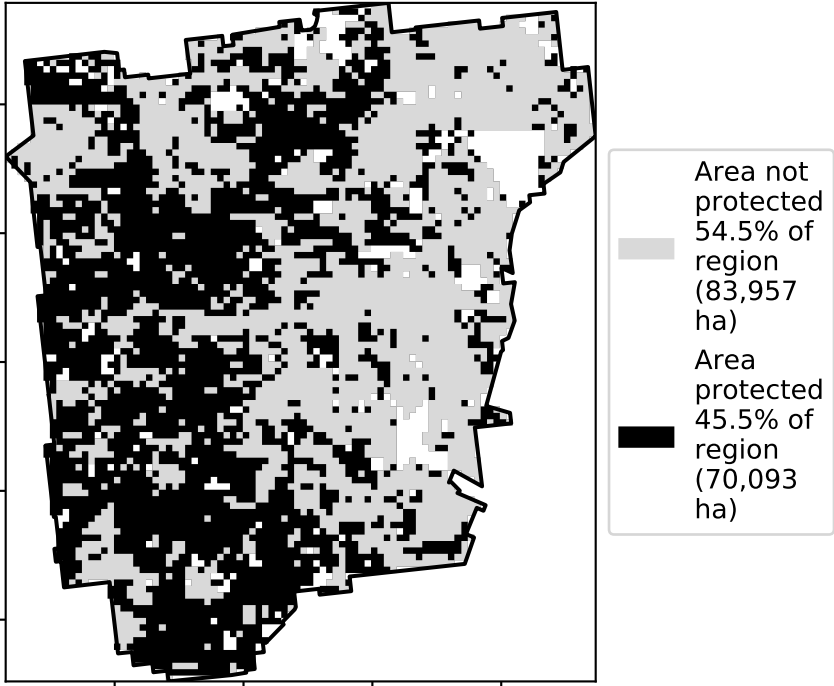 Area not
protected
54.5% of
region
(83,957
ha)
Area
protected
45.5% of
region
(70,093
ha)